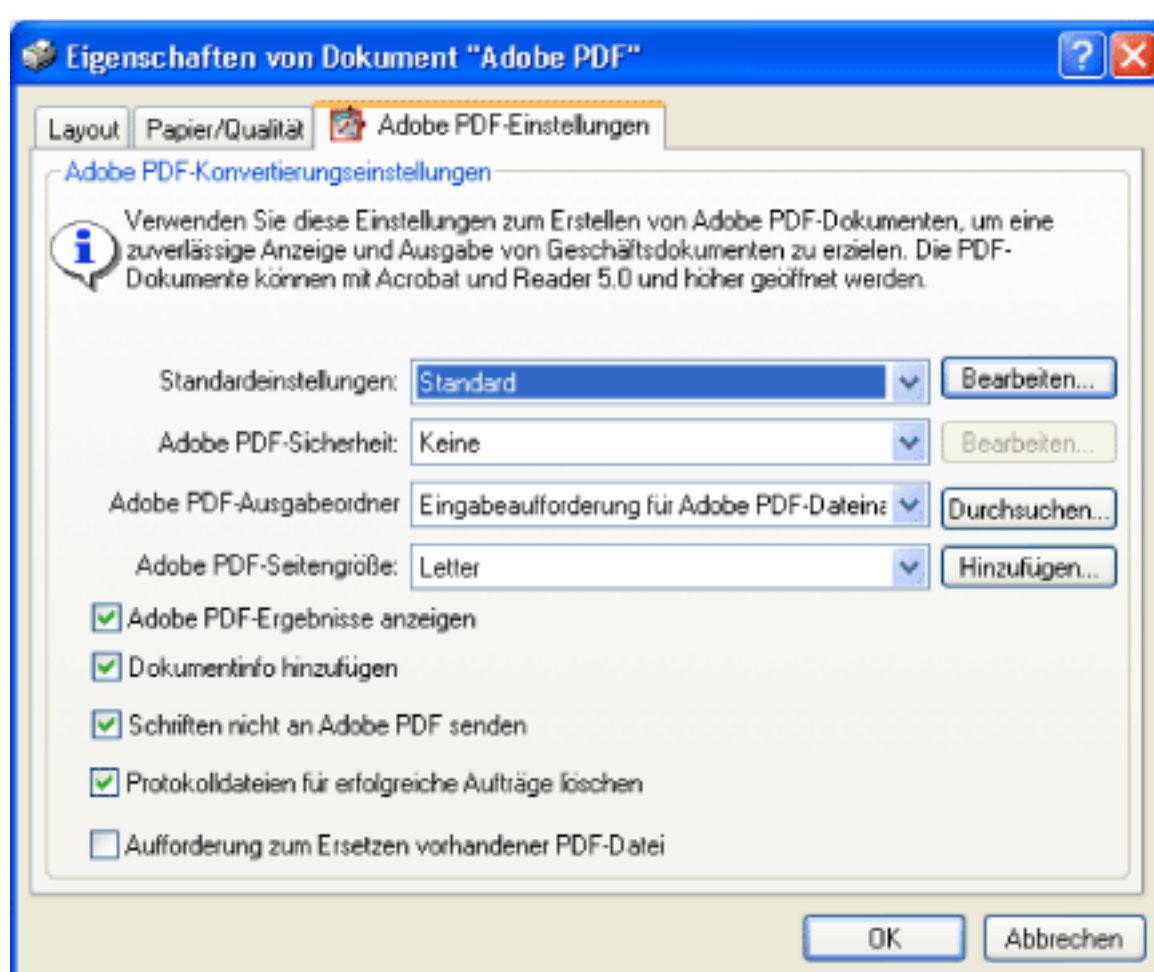 Eigenschaften von Dokument "Adobe PDF"
Layout Papier/Qualität Adobe PDF-Einstellungen
Adobe PDF-Konvertierungseinstellungen
Verwenden Sie diese Einstellungen zum Erstellen von Adobe PDF-Dokumenten, um eine
zuverlässige Anzeige und Ausgabe von Geschäftsdokumenten zu erzielen. Die PDF-
Dokumente können mit Acrobat und Reader 5.0 und höher geöffnet werden.
Standardeinstellungen: Standard Bearbeiten...
Adobe PDF-Sicherheit: Keine Bearbeiten...
Adobe PDF-Ausgabeordner Eingabeaufforderung für Adobe PDF-Dateina Durchsuchen...
Adobe PDF-Seitengröße: Letter Hinzufügen...
Adobe PDF-Ergebnisse anzeigen
Dokumentinfo hinzufügen
Schriften nicht an Adobe PDF senden
Protokolldateien für erfolgreiche Aufträge löschen
Aufforderung zum Ersetzen vorhandener PDF-Datei
OK Abbrechen